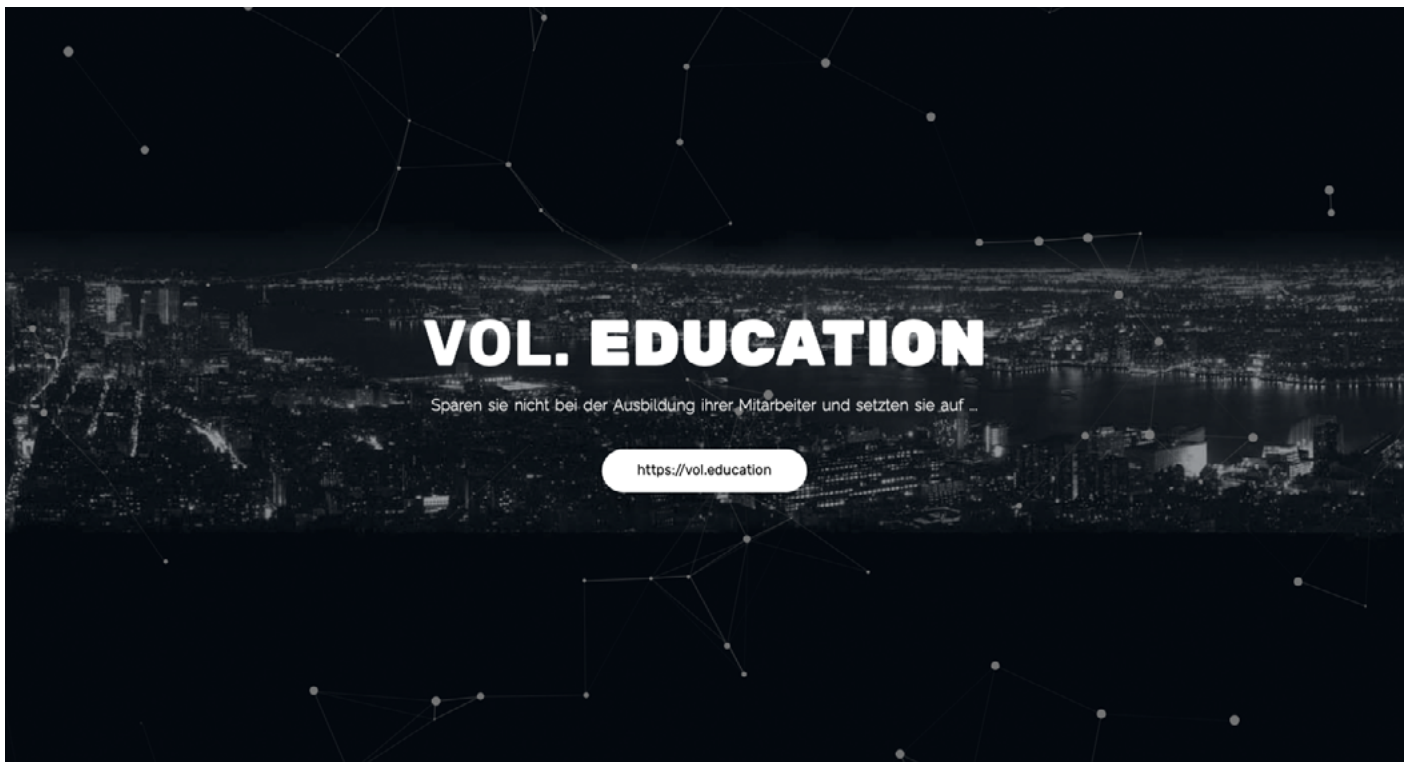 VOL. EDUCATION
Sparen sie nicht bei der Ausbildung ihrer Mitarbeiter und setzten sie auf ...
https://vol.education